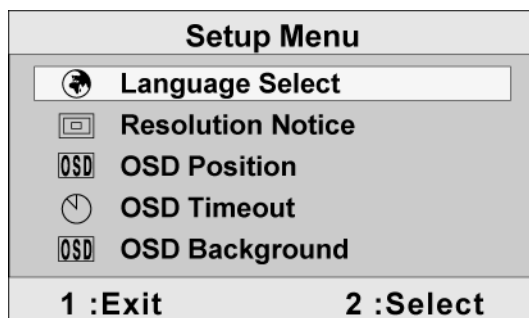 Setup Menu
Language Select
Resolution Notice
OSD OSD Position
OSD Timeout
OSD OSD Background
1 :Exit 2 :Select